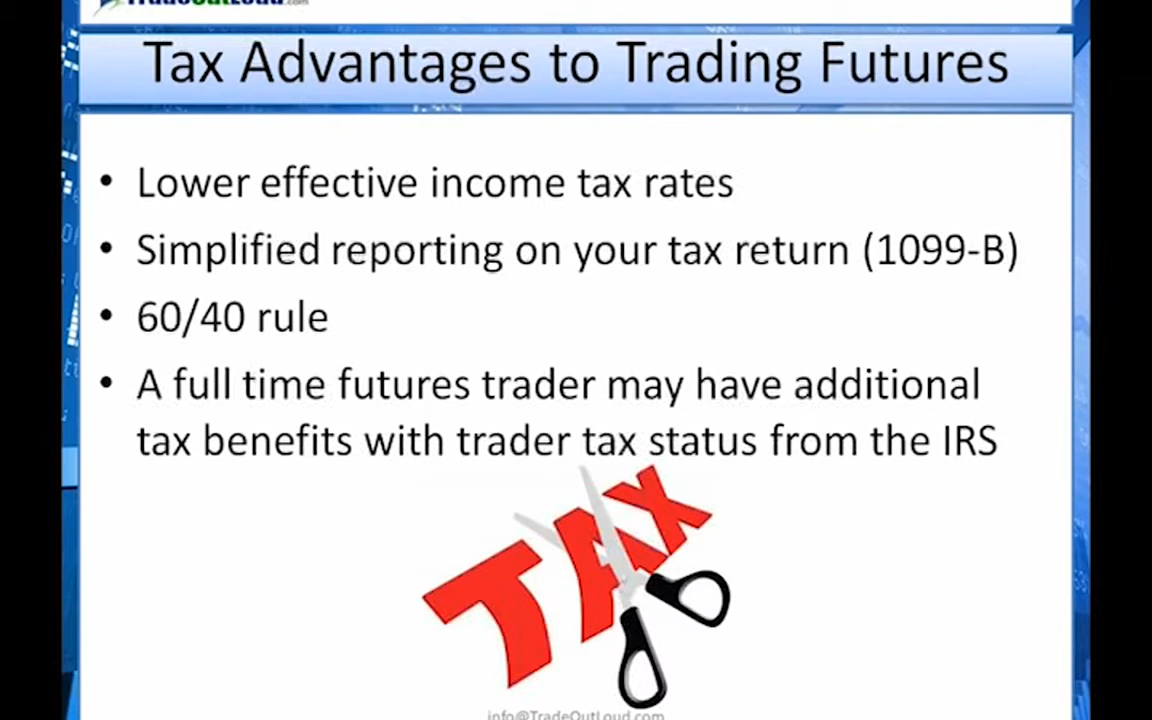 TradeOutLoud.com
Tax Advantages to Trading Futures
• Lower effective income tax rates
• Simplified reporting on your tax return (1099-B)
• 60/40 rule
• A full time futures trader may have additional
tax benefits with trader tax status from the IRS
TAX
info@TradeOutLoud.com